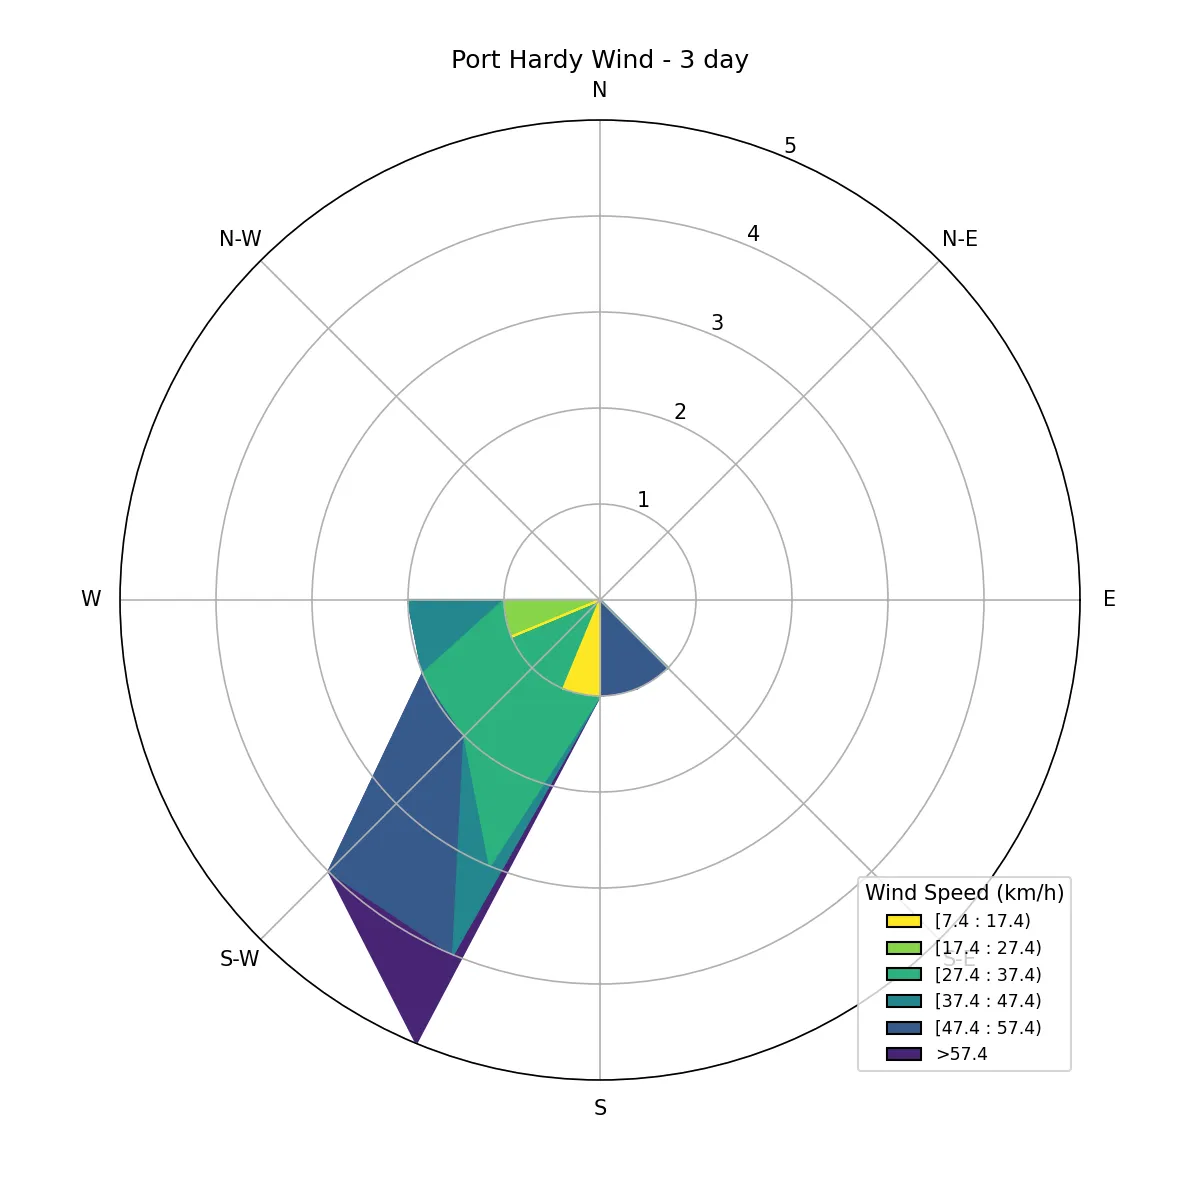 Port Hardy Wind - 3 day
N
5
N-W
N-E
4
3
2
1
W
E
Wind Speed (km/h)
[7.4 : 17.4)
[17.4 : 27.4)
[27.4 : 37.4)
[37.4 : 47.4)
[47.4 : 57.4)
>57.4
S-W
S-E
S